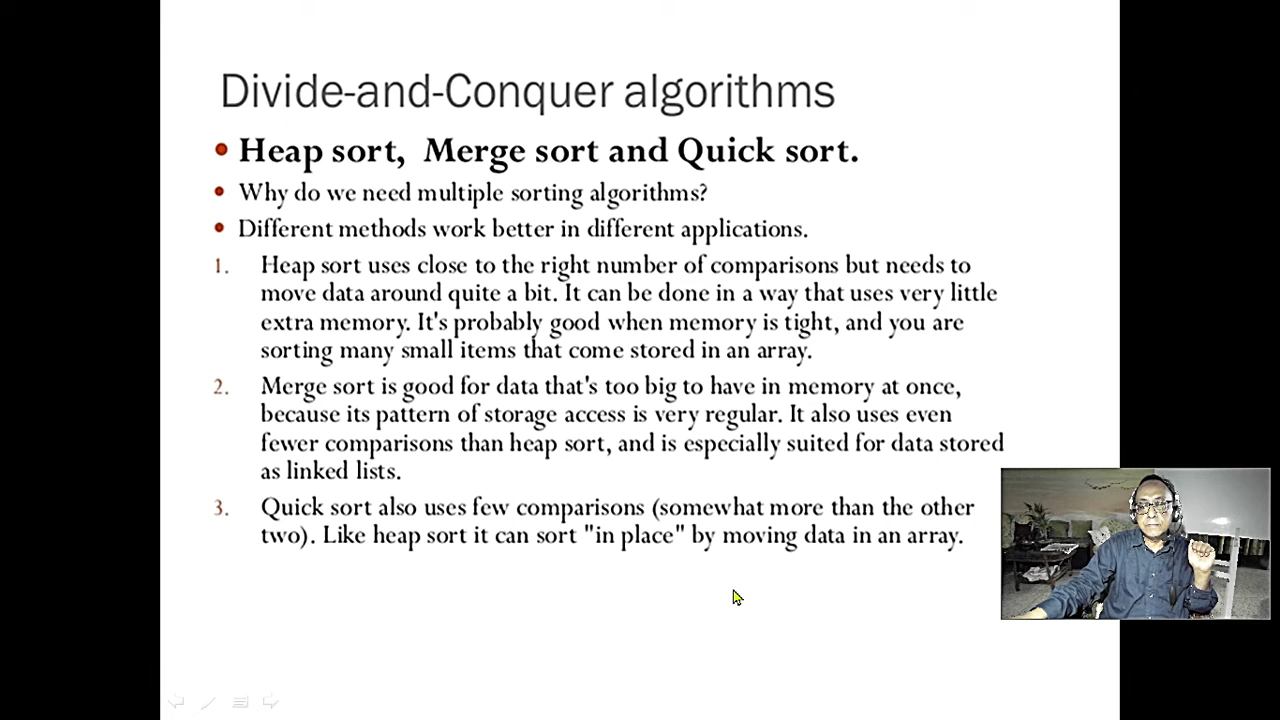 Divide-and-Conquer algorithms
• Heap sort, Merge sort and Quick sort.
• Why do we need multiple sorting algorithms?
• Different methods work better in different applications.
1. Heap sort uses close to the right number of comparisons but needs to
move data around quite a bit. It can be done in a way that uses very little
extra memory. It's probably good when memory is tight, and you are
sorting many small items that come stored in an array.
2. Merge sort is good for data that's too big to have in memory at once,
because its pattern of storage access is very regular. It also uses even
fewer comparisons than heap sort, and is especially suited for data stored
as linked lists.
3. Quick sort also uses few comparisons (somewhat more than the other
two). Like heap sort it can sort "in place" by moving data in an array.